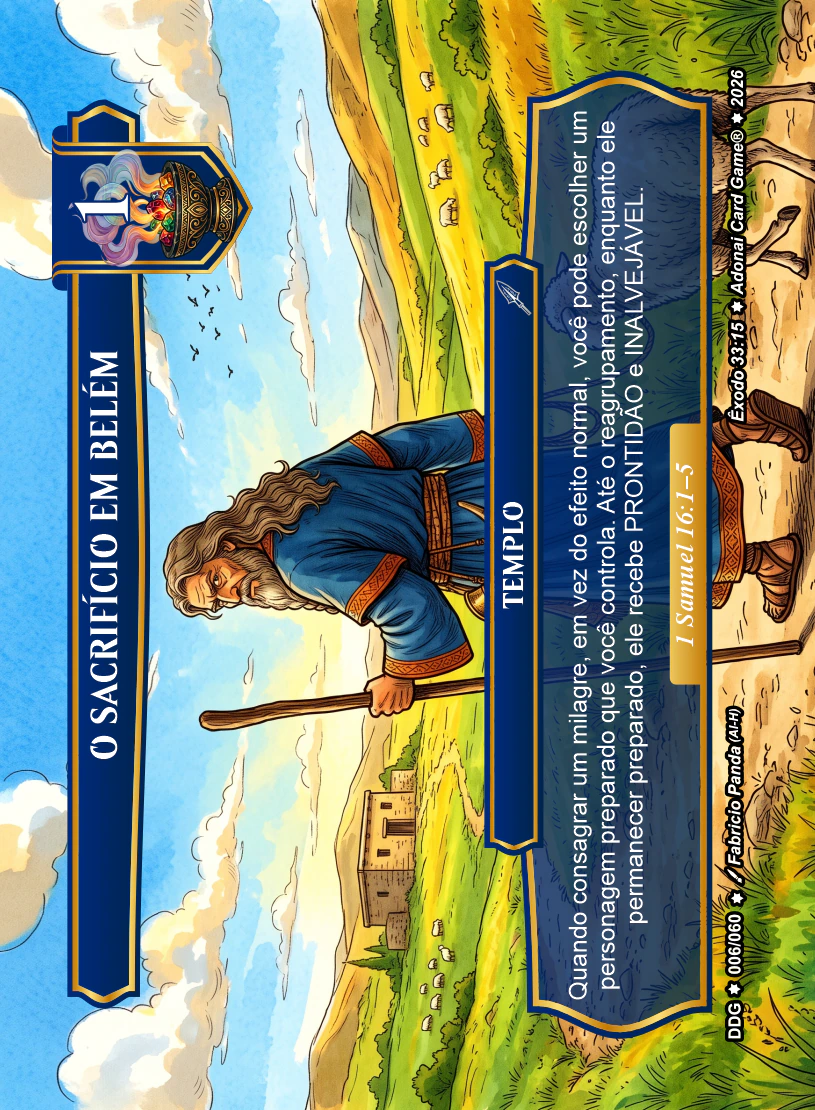 O SACRIFÍCIO EM BELÉM
1
TEMPLO
Quando consagrar um milagre, em vez do efeito normal, você pode escolher um
personagem preparado que você controla. Até o reagrupamento, enquanto ele
permanecer preparado, ele recebe PRONTIDÃO e INALVEJÁVEL.
1 Samuel 16:1–5
DDG ★ 006/060 ★ Fabricio Panda (AI-H)
Êxodo 33:15 ★ Adonai Card Game® ★ 2026